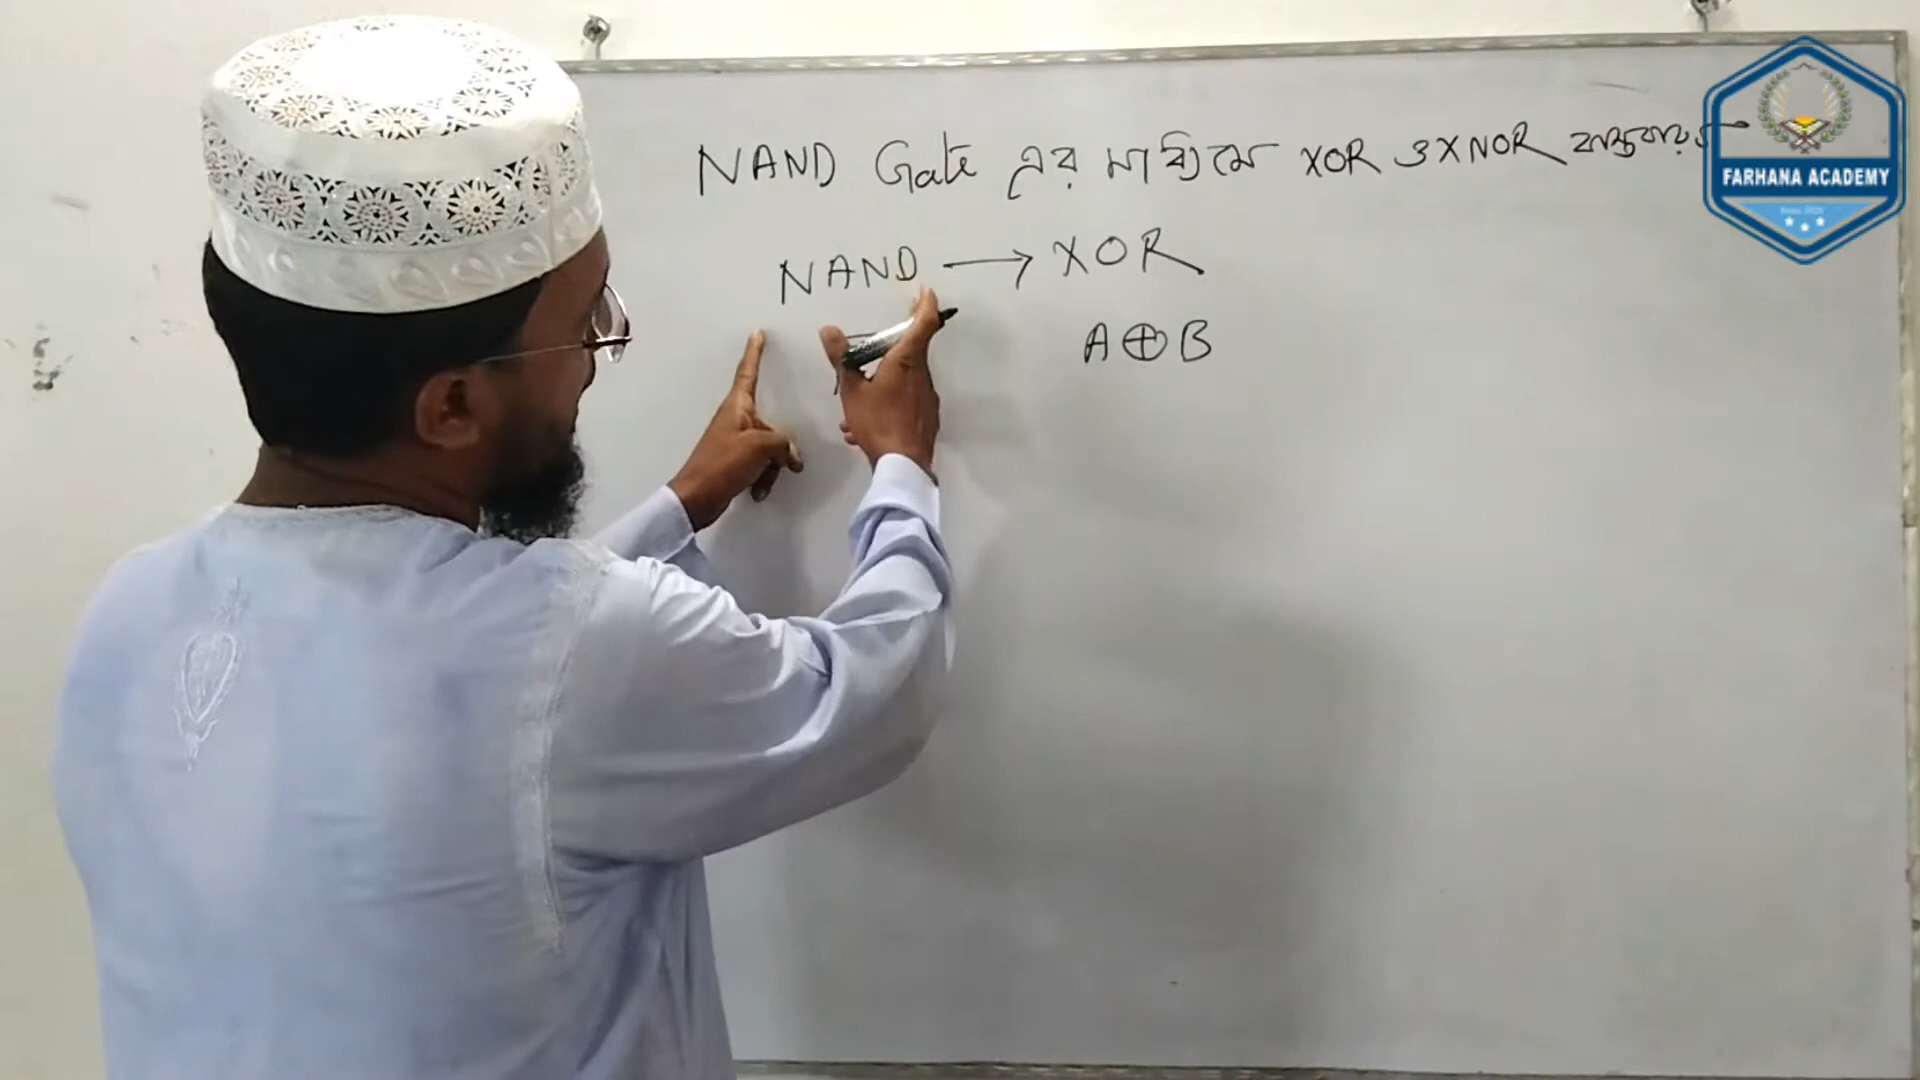 NAND Gate এর মাধ্যমে XOR ও XNOR বাস্তবায়ন
NAND → XOR
A ⊕ B
FARHANA ACADEMY